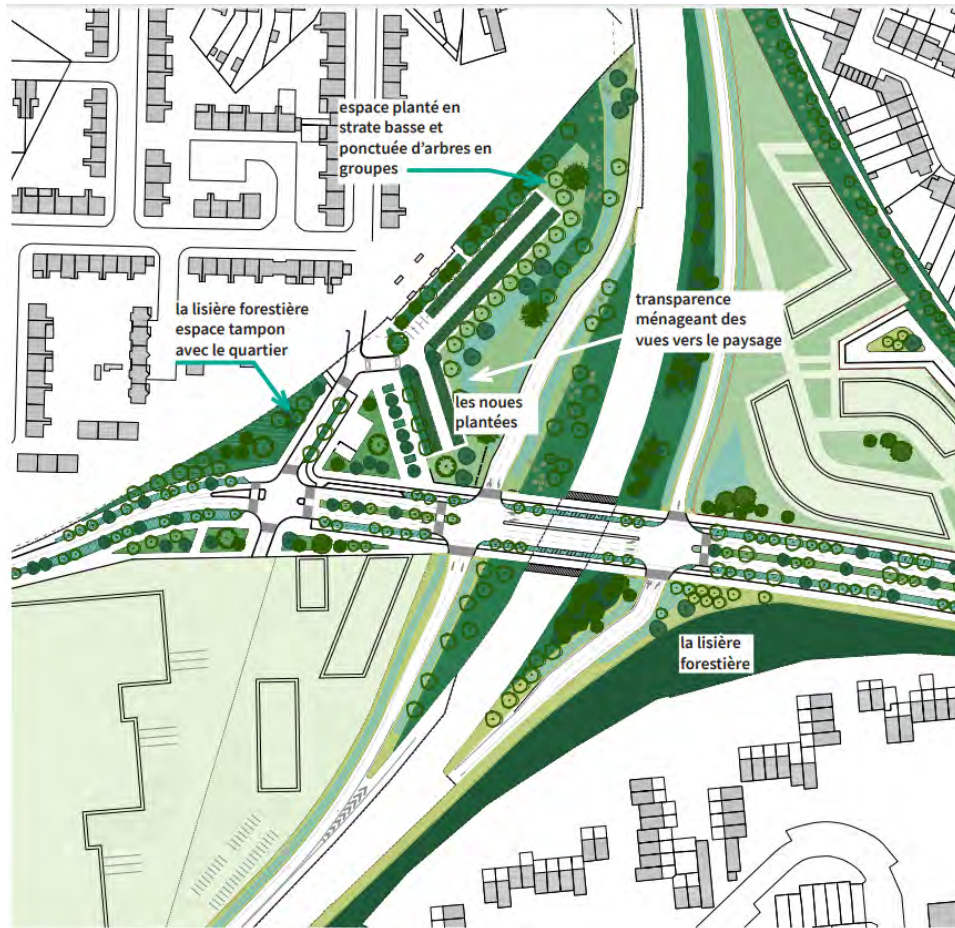 espace planté en
strate basse et
ponctuée d'arbres en
groupes
la lisière forestière
espace tampon
avec le quartier
transparence
ménageant des
vues vers le paysage
les noues
plantées
la lisière
forestière